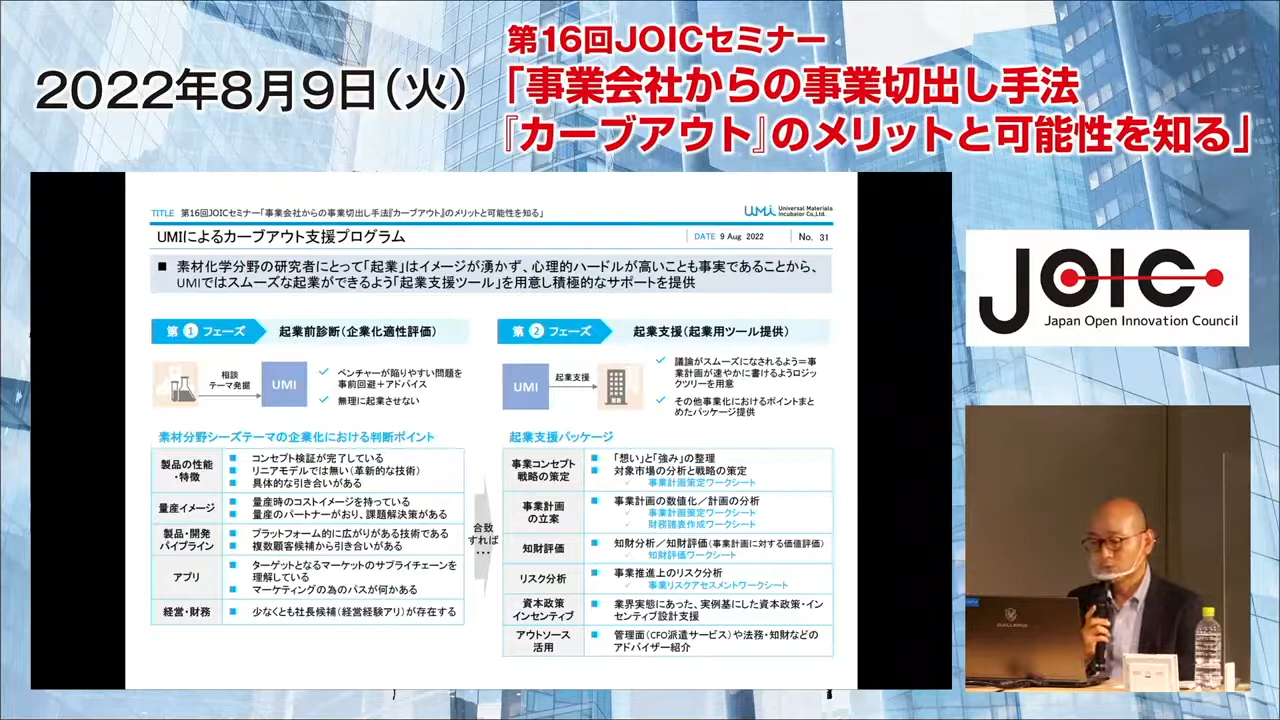 2022年8月9日(火)
第16回JOICセミナー
「事業会社からの事業切出し手法
『カーブアウト』のメリットと可能性を知る」
TITLE 第16回JOICセミナー「事業会社からの事業切出し手法『カーブアウト』のメリットと可能性を知る」
UMI Universal Materials
Incubator Co.,Ltd.
UMIによるカーブアウト支援プログラム
DATE 9 Aug 2022
No. 31
■ 素材化学分野の研究者にとって「起業」はイメージが湧かず、心理的ハードルが高いことも事実であることから、
UMIではスムーズな起業ができるよう「起業支援ツール」を用意し積極的なサポートを提供
第 1 フェーズ
起業前診断(企業化適性評価)
相談
テーマ発掘
UMI
✓ ベンチャーが陥りやすい問題を
事前回避+アドバイス
✓ 無理に起業させない
素材分野シーズテーマの企業化における判断ポイント
製品の性能
・特徴
■ コンセプト検証が完了している
■ リニアモデルでは無い(革新的な技術)
■ 具体的な引き合いがある
量産イメージ
■ 量産時のコストイメージを持っている
■ 量産のパートナーがおり、課題解決策がある
製品・開発
パイプライン
■ プラットフォーム的に広がりがある技術である
■ 複数顧客候補から引き合いがある
アプリ
■ ターゲットとなるマーケットのサプライチェーンを
理解している
■ マーケティングの為のパスが何かある
経営・財務
■ 少なくとも社長候補(経営経験アリ)が存在する
合致
すれば
・・・
第 2 フェーズ
起業支援(起業用ツール提供)
UMI
起業支援
✓ 議論がスムーズになされるよう=事
業計画が速やかに書けるようロジッ
クツリーを用意
✓ その他事業化におけるポイントまと
めたパッケージ提供
起業支援パッケージ
事業コンセプト
戦略の策定
■ 「想い」と「強み」の整理
■ 対象市場の分析と戦略の策定
✓ 事業計画策定ワークシート
事業計画
の立案
■ 事業計画の数値化/計画の分析
✓ 事業計画策定ワークシート
✓ 財務諸表作成ワークシート
知財評価
■ 知財分析/知財評価(事業計画に対する価値評価)
✓ 知財評価ワークシート
リスク分析
■ 事業推進上のリスク分析
✓ 事業リスクアセスメントワークシート
資本政策
インセンティブ
■ 業界実態にあった、実例基にした資本政策・イン
センティブ設計支援
アウトソース
活用
■ 管理面(CFO派遣サービス)や法務・知財などの
アドバイザー紹介
JOIC
Japan Open Innovation Council